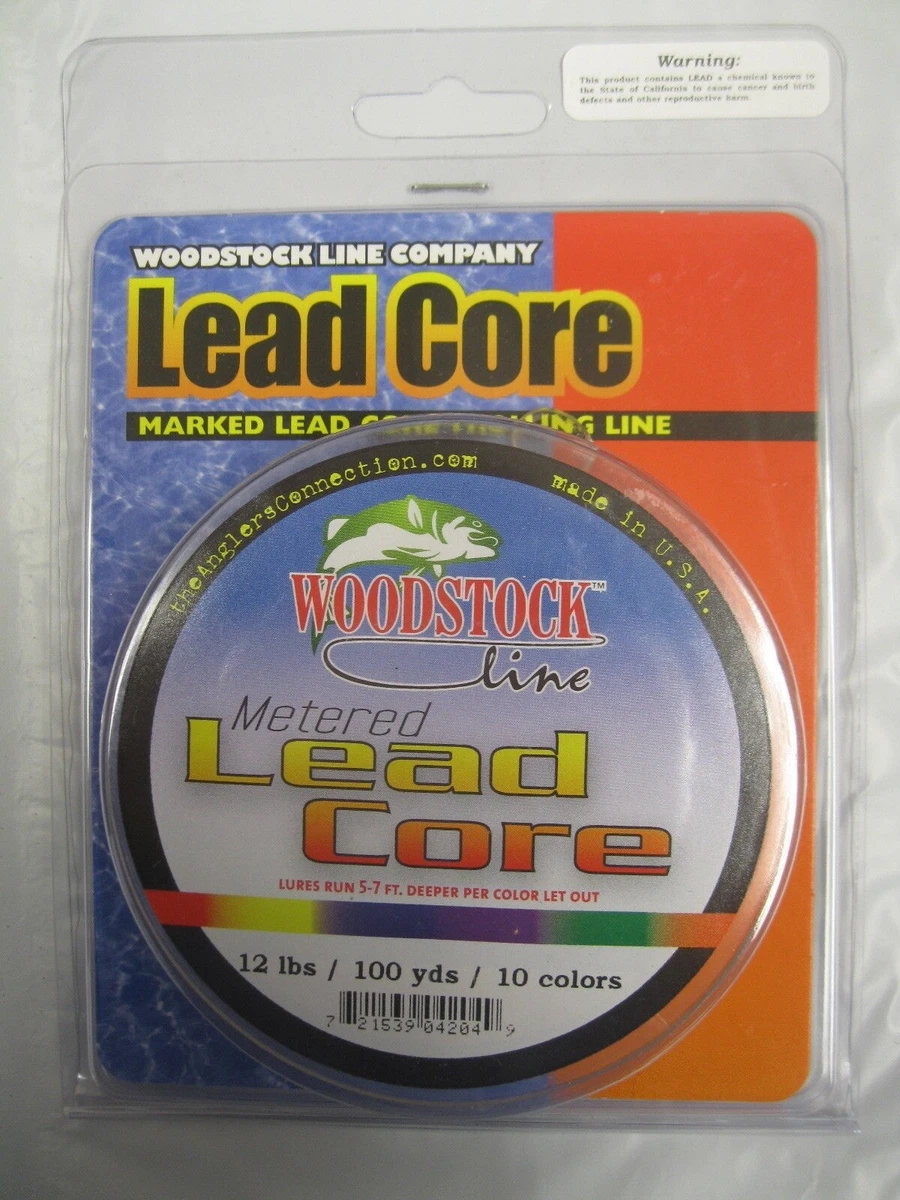 Warning:
This product contains LEAD a chemical known to
the State of California to cause cancer and birth
defects and other reproductive harm.
WOODSTOCK LINE COMPANY
Lead Core
MARKED LEAD LINE
theAnglersConnection.com
made in U.S.A.
WOODSTOCK™
line
Metered
Lead
Core
LURES RUN 5-7 FT. DEEPER PER COLOR LET OUT
12 lbs / 100 yds / 10 colors
7 21539 04204 9